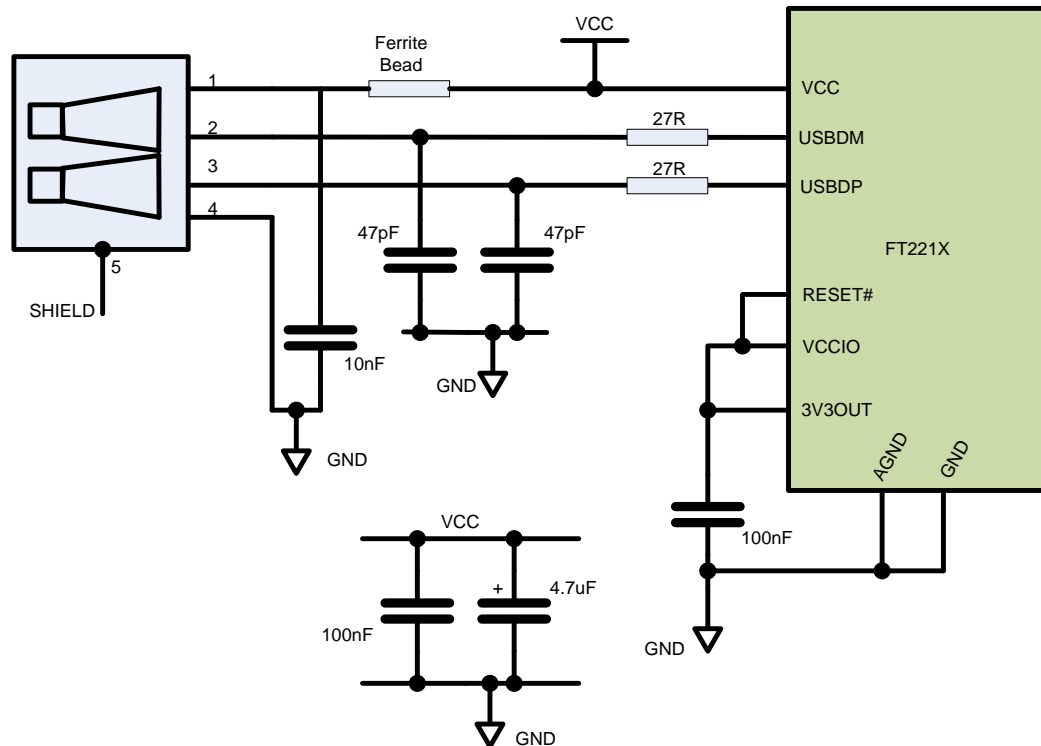 VCC
Ferrite
Bead
1
VCC
27R
2
USBDM
27R
3
USBDP
4
47pF
47pF
FT221X
5
RESET#
SHIELD
VCCIO
10nF
GND
3V3OUT
GND
AGND
GND
VCC
100nF
+
4.7uF
100nF
GND
GND